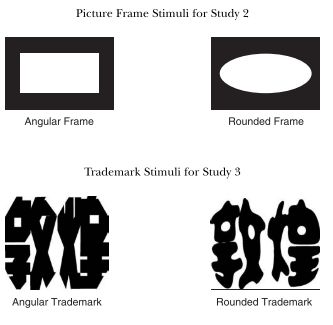 Picture Frame Stimuli for Study 2
Angular Frame
Rounded Frame
Trademark Stimuli for Study 3
敦煌
敦煌
Angular Trademark
Rounded Trademark